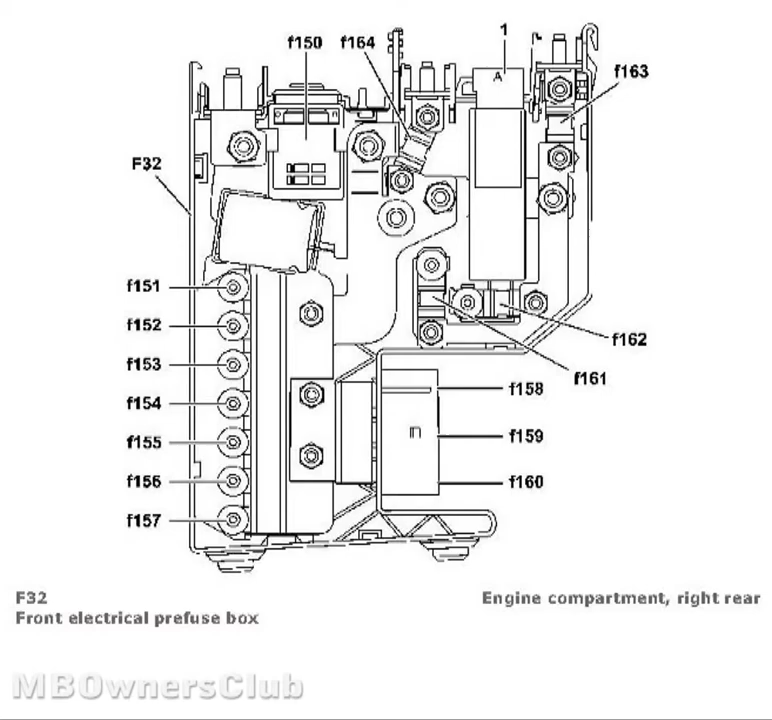 1
f150
f164
f163
A
F32
f151
f152
f153
f154
f155
f156
f157
f162
f161
f158
f159
f160
F32
Front electrical prefuse box
Engine compartment, right rear
MBOwnersClub